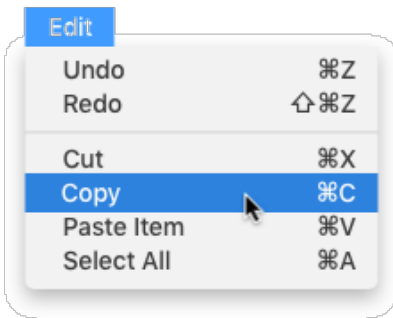 Edit
Undo ⌘Z
Redo ⇧⌘Z
Cut ⌘X
Copy ⌘C
Paste Item ⌘V
Select All ⌘A